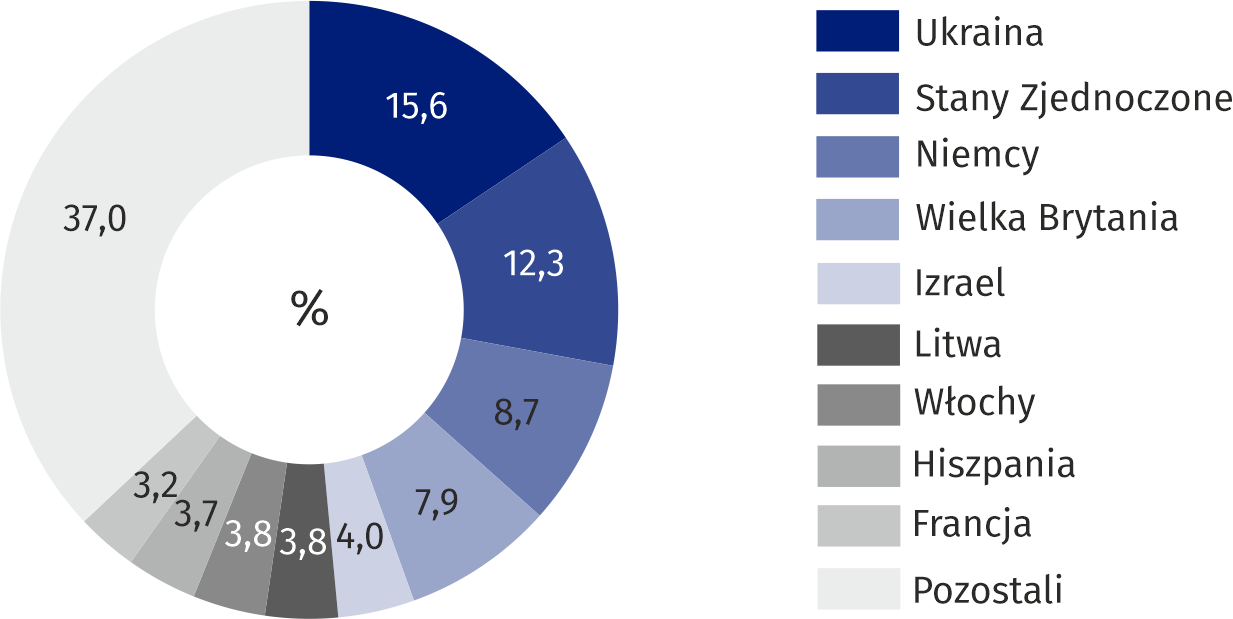 15,6
12,3
8,7
7,9
4,0
3,8
3,8
3,7
3,2
37,0
%
Ukraina
Stany Zjednoczone
Niemcy
Wielka Brytania
Izrael
Litwa
Włochy
Hiszpania
Francja
Pozostali